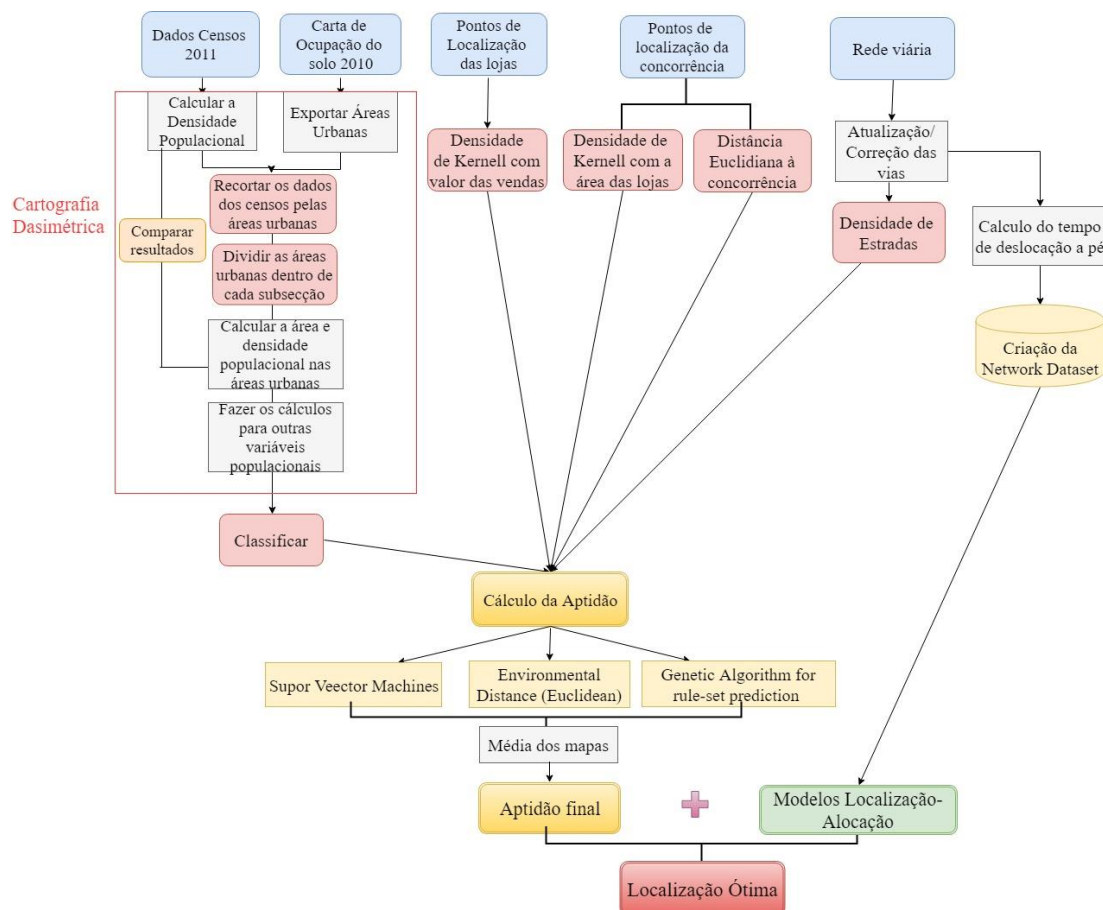 Dados Censos
2011
Carta de
Ocupação do
solo 2010
Pontos de
Localização
das lojas
Pontos de
localização da
concorrência
Rede viária
Calcular a
Densidade
Populacional
Exportar Áreas
Urbanas
Densidade
de Kernell com
valor das vendas
Densidade de
Kernell com a
área das lojas
Distância
Euclidiana à
concorrência
Atualização/
Correção das
vias
Cartografia
Dasimétrica
Recortar os dados
dos censos pelas
áreas urbanas
Comparar
resultados
Dividir as áreas
urbanas dentro de
cada subsecção
Densidade de
Estradas
Calculo do tempo
de deslocação a pé
Calcular a área e
densidade
populacional nas
áreas urbanas
Criação da
Network Dataset
Fazer os cálculos
para outras
variáveis
populacionais
Classificar
Cálculo da Aptidão
Supor Veector Machines
Environmental
Distance (Euclidean)
Genetic Algorithm for
rule-set prediction
Média dos mapas
Aptidão final
Modelos Localização-
Alocação
Localização Ótima